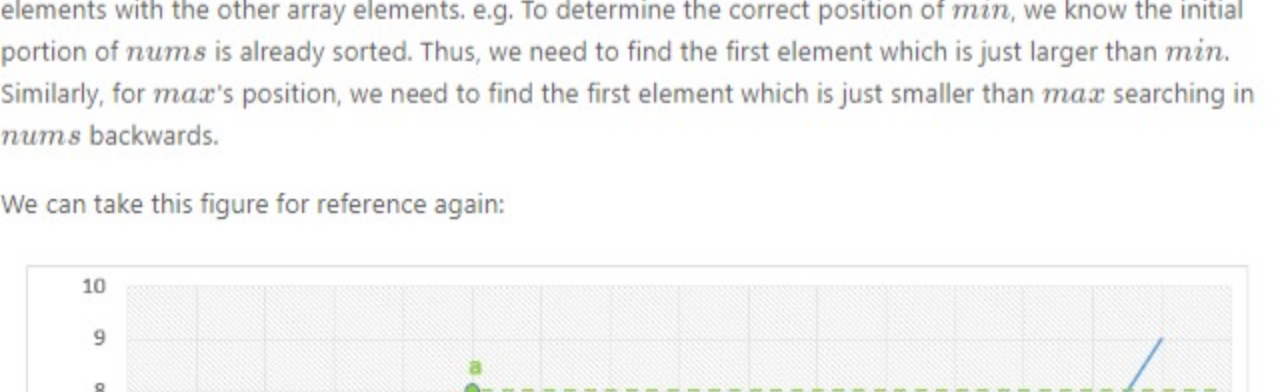 elements with the other array elements. e.g. To determine the correct position of min, we know the initial
portion of nums is already sorted. Thus, we need to find the first element which is just larger than min.
Similarly, for max's position, we need to find the first element which is just smaller than max searching in
nums backwards.
We can take this figure for reference again:
10
9
a
8